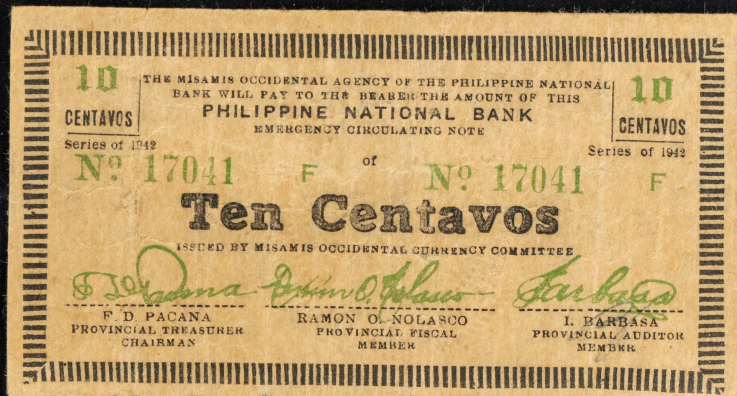 10 THE MISAMIS OCCIDENTAL AGENCY OF THE PHILIPPINE NATIONAL 10
BANK WILL PAY TO THE BEARER THE AMOUNT OF THIS
CENTAVOS PHILIPPINE NATIONAL BANK CENTAVOS
EMERGENCY CIRCULATING NOTE
Series of 1942 Series of 1942
of
Nº 17041 F Nº 17041 F
Ten Centavos
ISSUED BY MISAMIS OCCIDENTAL CURRENCY COMMITTEE
F. D. PACANA RAMON O. NOLASCO I. BARBASA
PROVINCIAL TREASURER PROVINCIAL FISCAL PROVINCIAL AUDITOR
CHAIRMAN MEMBER MEMBER